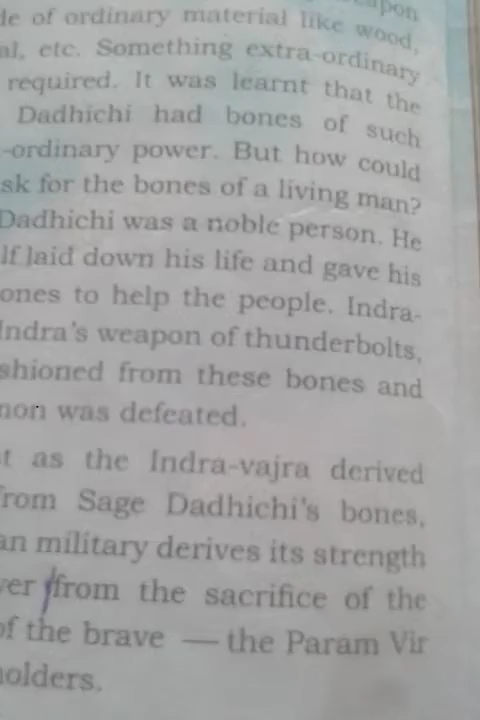 apon
de of ordinary material like wood,
al, etc. Something extra-ordinary
required. It was learnt that the
Dadhichi had bones of such
-ordinary power. But how could
sk for the bones of a living man?
Dadhichi was a noble person. He
lf laid down his life and gave his
ones to help the people. Indra-
Indra's weapon of thunderbolts,
shioned from these bones and
mon was defeated.
t as the Indra-vajra derived
from Sage Dadhichi's bones,
an military derives its strength
ver from the sacrifice of the
of the brave — the Param Vir
holders.